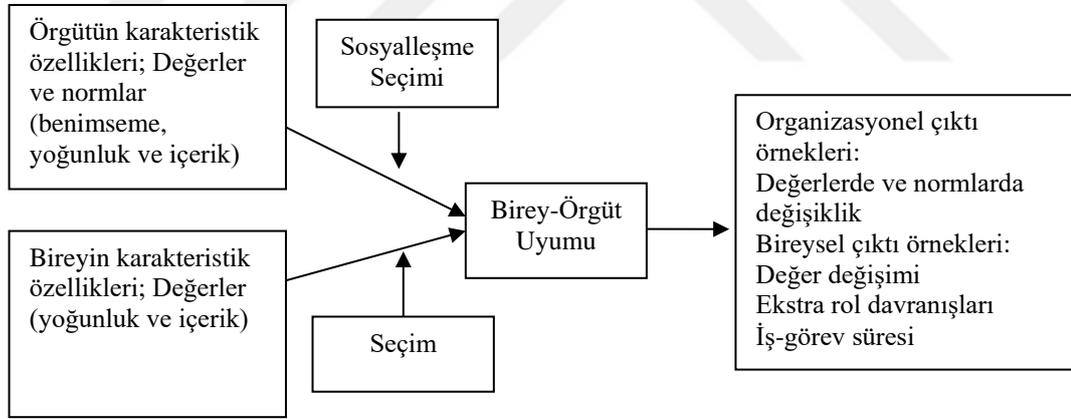 Örgütün karakteristik
özellikleri; Değerler
ve normlar
(benimseme,
yoğunluk ve içerik)
Sosyalleşme
Seçimi
Bireyin karakteristik
özellikleri; Değerler
(yoğunluk ve içerik)
Seçim
Birey-Örgüt
Uyumu
Organizasyonel çıktı
örnekleri:
Değerlerde ve normlarda
değişiklik
Bireysel çıktı örnekleri:
Değer değişimi
Ekstra rol davranışları
İş-görev süresi